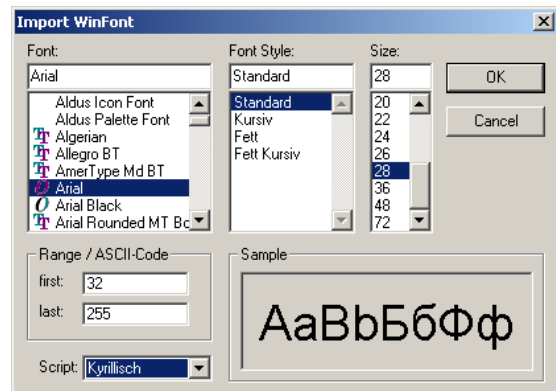 Import WinFont
Font:
Font Style:
Size:
Arial
Standard
28
OK
Cancel
Aldus Icon Font
Aldus Palette Font
Algerian
Allegro BT
AmerType Md BT
Arial
Arial Black
Arial Rounded MT Bo
Standard
Kursiv
Fett
Fett Kursiv
20
22
24
26
28
36
48
72
Range / ASCII-Code
first: 32
last: 255
Script: Kyrillisch
Sample
AaBbБбФф